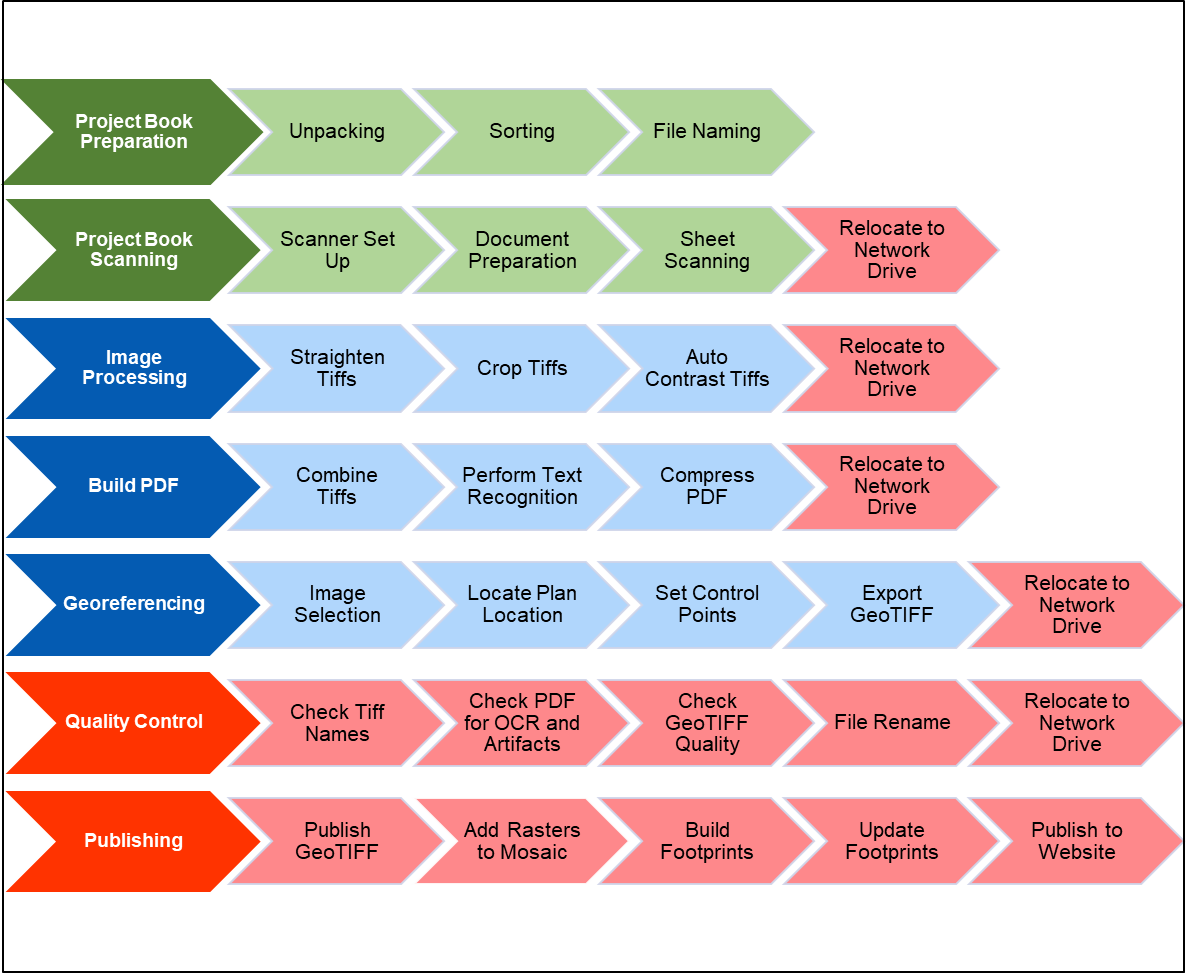 Project Book
Preparation
Unpacking
Sorting
File Naming
Project Book
Scanning
Scanner Set
Up
Document
Preparation
Sheet
Scanning
Relocate to
Network
Drive
Image
Processing
Straighten
Tiffs
Crop Tiffs
Auto
Contrast Tiffs
Relocate to
Network
Drive
Build PDF
Combine
Tiffs
Perform Text
Recognition
Compress
PDF
Relocate to
Network
Drive
Georeferencing
Image
Selection
Locate Plan
Location
Set Control
Points
Export
GeoTIFF
Relocate to
Network
Drive
Quality Control
Check Tiff
Names
Check PDF
for OCR and
Artifacts
Check
GeoTIFF
Quality
File Rename
Relocate to
Network
Drive
Publishing
Publish
GeoTIFF
Add Rasters
to Mosaic
Build
Footprints
Update
Footprints
Publish to
Website